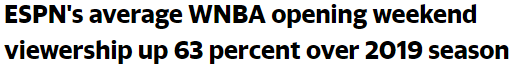 ESPN's average WNBA opening weekend
viewership up 63 percent over 2019 season